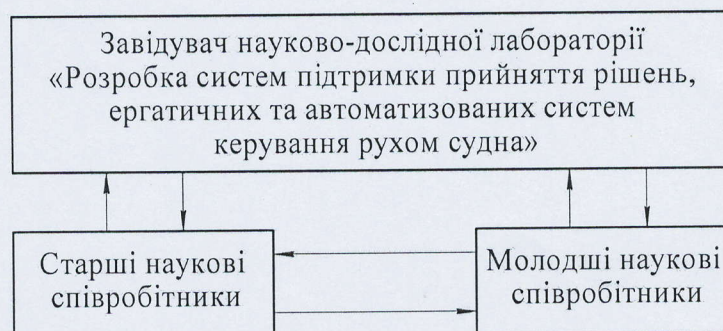 Завідувач науково-дослідної лабораторії
«Розробка систем підтримки прийняття рішень,
ергатичних та автоматизованих систем
керування рухом судна»
Старші наукові
співробітники
Молодші наукові
співробітники